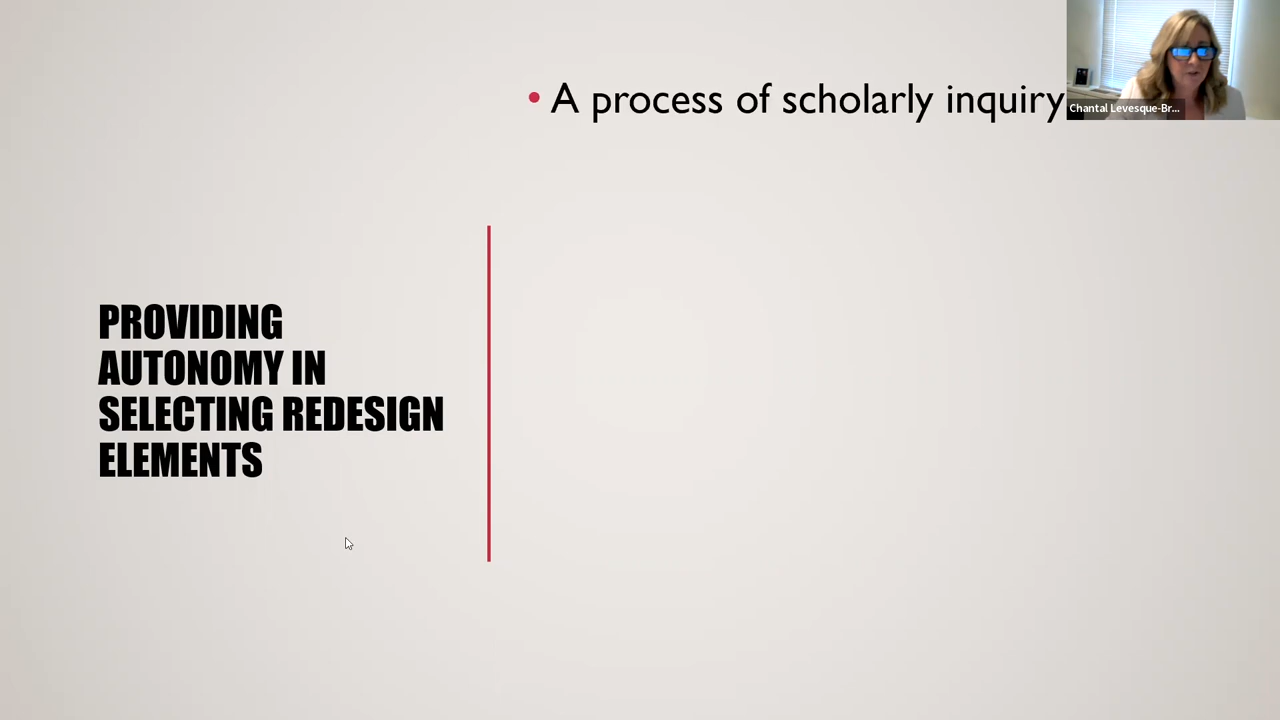 • A process of scholarly inquiry
Chantal Levesque-Br...
PROVIDING
AUTONOMY IN
SELECTING REDESIGN
ELEMENTS